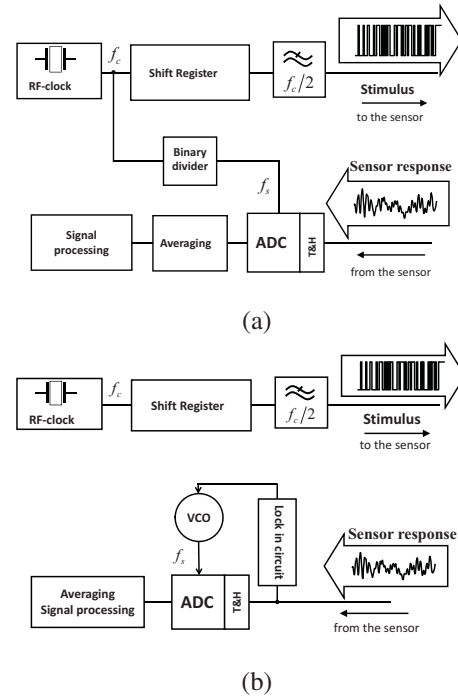 f_c
RF-clock
Shift Register
f_c/2
Stimulus
to the sensor
Binary
divider
f_s
Sensor response
Signal
processing
Averaging
ADC
T&H
from the sensor
(a)
f_c
RF-clock
Shift Register
f_c/2
Stimulus
to the sensor
VCO
Lock in circuit
f_s
Sensor response
Averaging
Signal processing
ADC
T&H
from the sensor
(b)